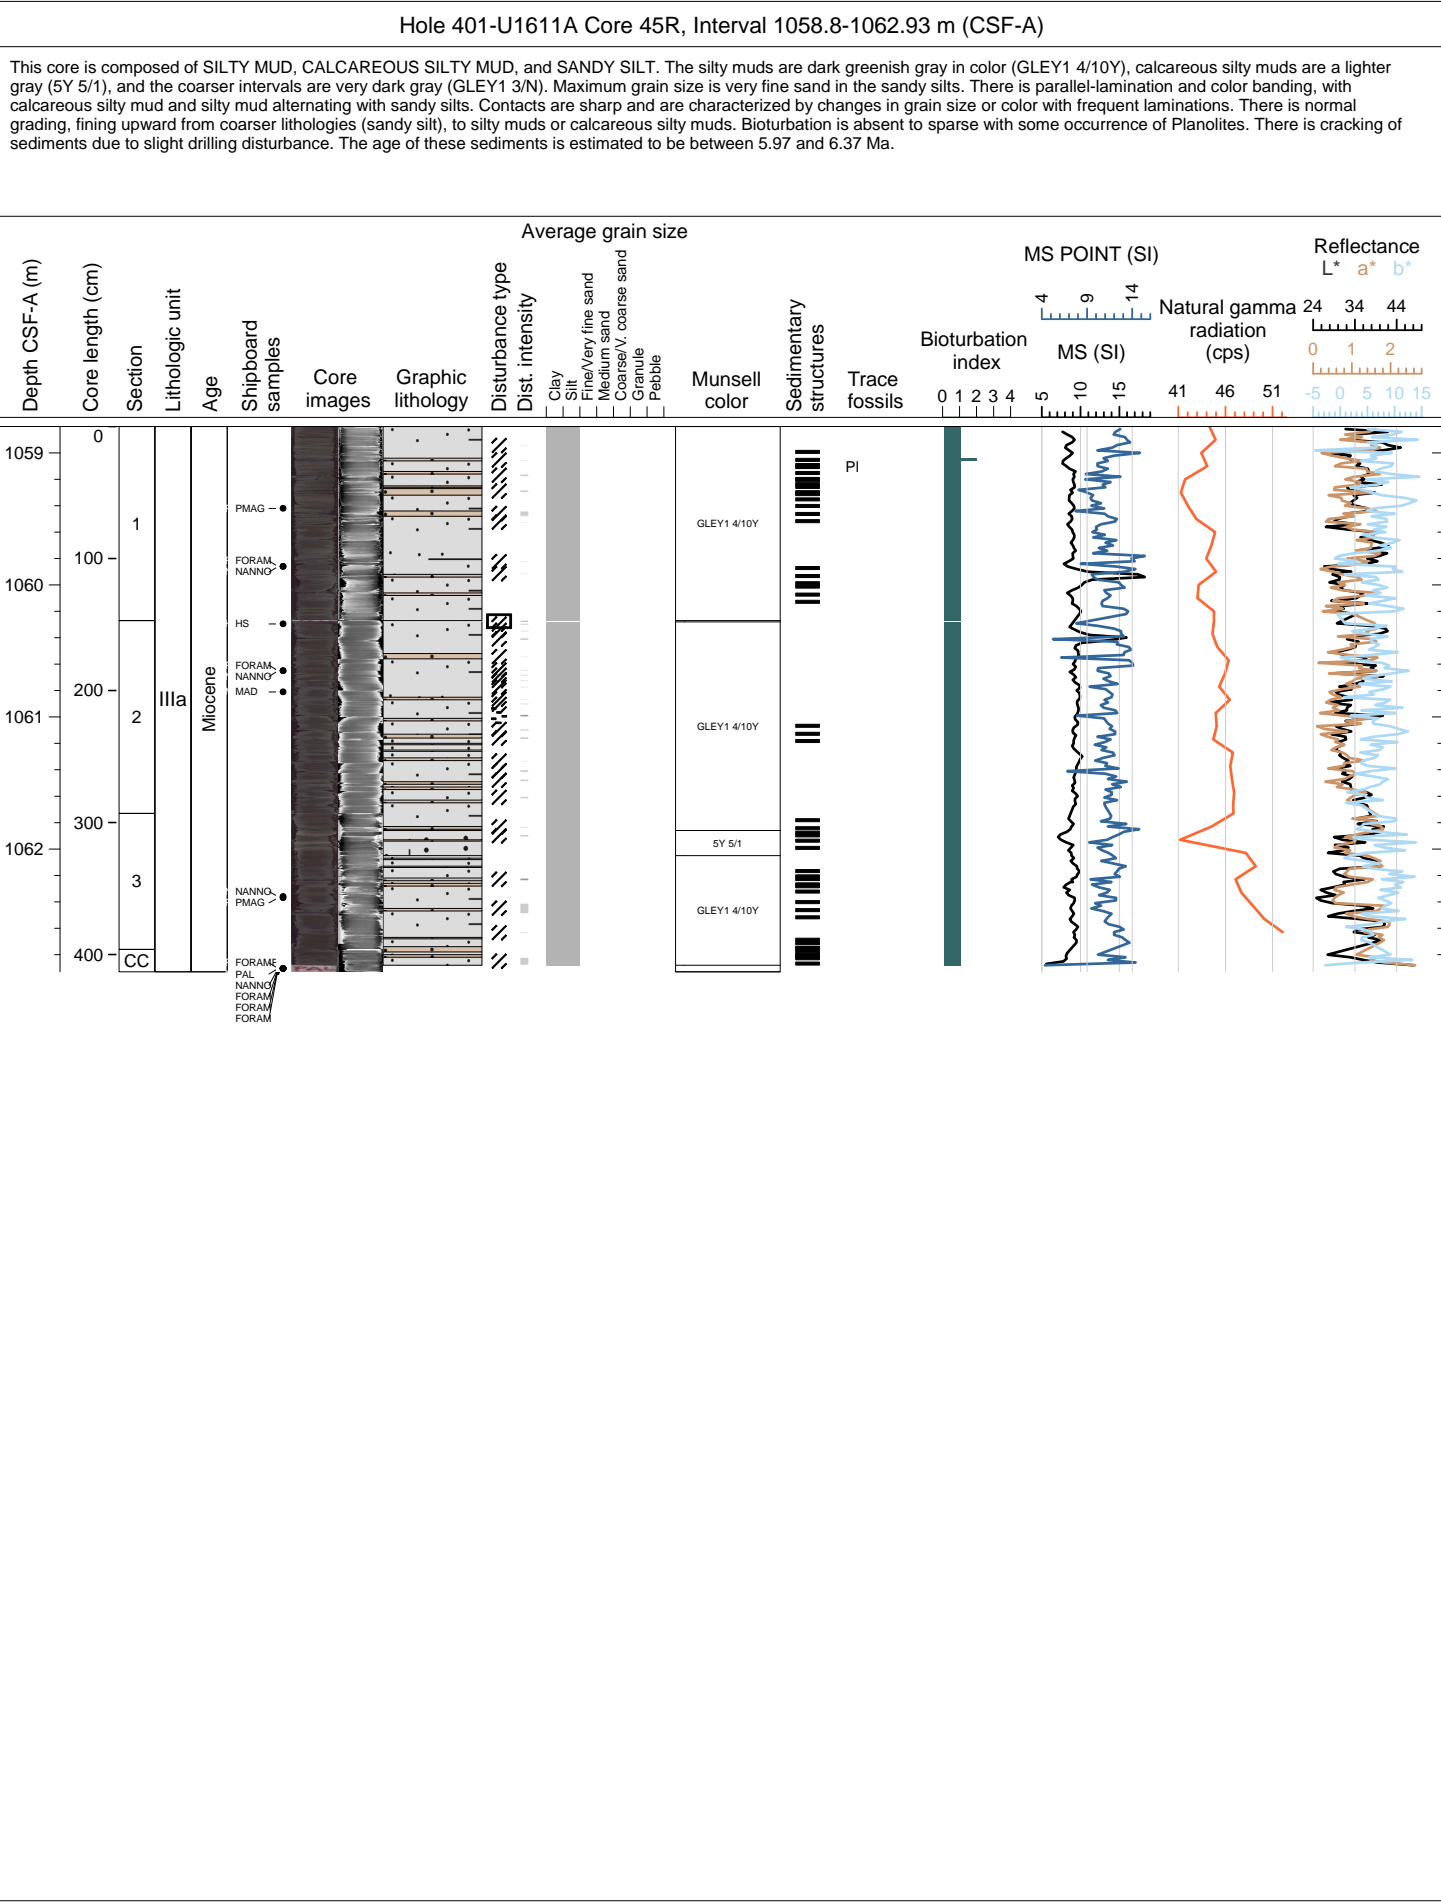 Hole 401-U1611A Core 45R, Interval 1058.8-1062.93 m (CSF-A)
This core is composed of SILTY MUD, CALCAREOUS SILTY MUD, and SANDY SILT. The silty muds are dark greenish gray in color (GLEY1 4/10Y), calcareous silty muds are a lighter
gray (5Y 5/1), and the coarser intervals are very dark gray (GLEY1 3/N). Maximum grain size is very fine sand in the sandy silts. There is parallel-lamination and color banding, with
calcareous silty mud and silty mud alternating with sandy silts. Contacts are sharp and are characterized by changes in grain size or color with frequent laminations. There is normal
grading, fining upward from coarser lithologies (sandy silt), to silty muds or calcareous silty muds. Bioturbation is absent to sparse with some occurrence of Planolites. There is cracking of
sediments due to slight drilling disturbance. The age of these sediments is estimated to be between 5.97 and 6.37 Ma.
Depth CSF-A (m)
Core length (cm)
Section
Lithologic unit
Age
Shipboard
samples
Core
images
Graphic
lithology
Disturbance type
Dist. intensity
Average grain size
Clay
Silt
Fine/Very fine sand
Medium sand
Coarse/V. coarse sand
Granule
Pebble
Munsell
color
Sedimentary
structures
Trace
fossils
Bioturbation
index
0 1 2 3 4
MS POINT (SI)
4 9 14
MS (SI)
5 10 15
Natural gamma
radiation
(cps)
41 46 51
Reflectance
L* a* b*
24 34 44
0 1 2
-5 0 5 10 15
1059
1060
1061
1062
0
100
200
300
400
1
2
3
CC
IIIa
Miocene
PMAG
FORAM
NANNO
HS
FORAM
NANNO
MAD
NANNO
PMAG
FORAM
PAL
NANNO
FORAM
FORAM
FORAM
GLEY1 4/10Y
GLEY1 4/10Y
5Y 5/1
GLEY1 4/10Y
Pl